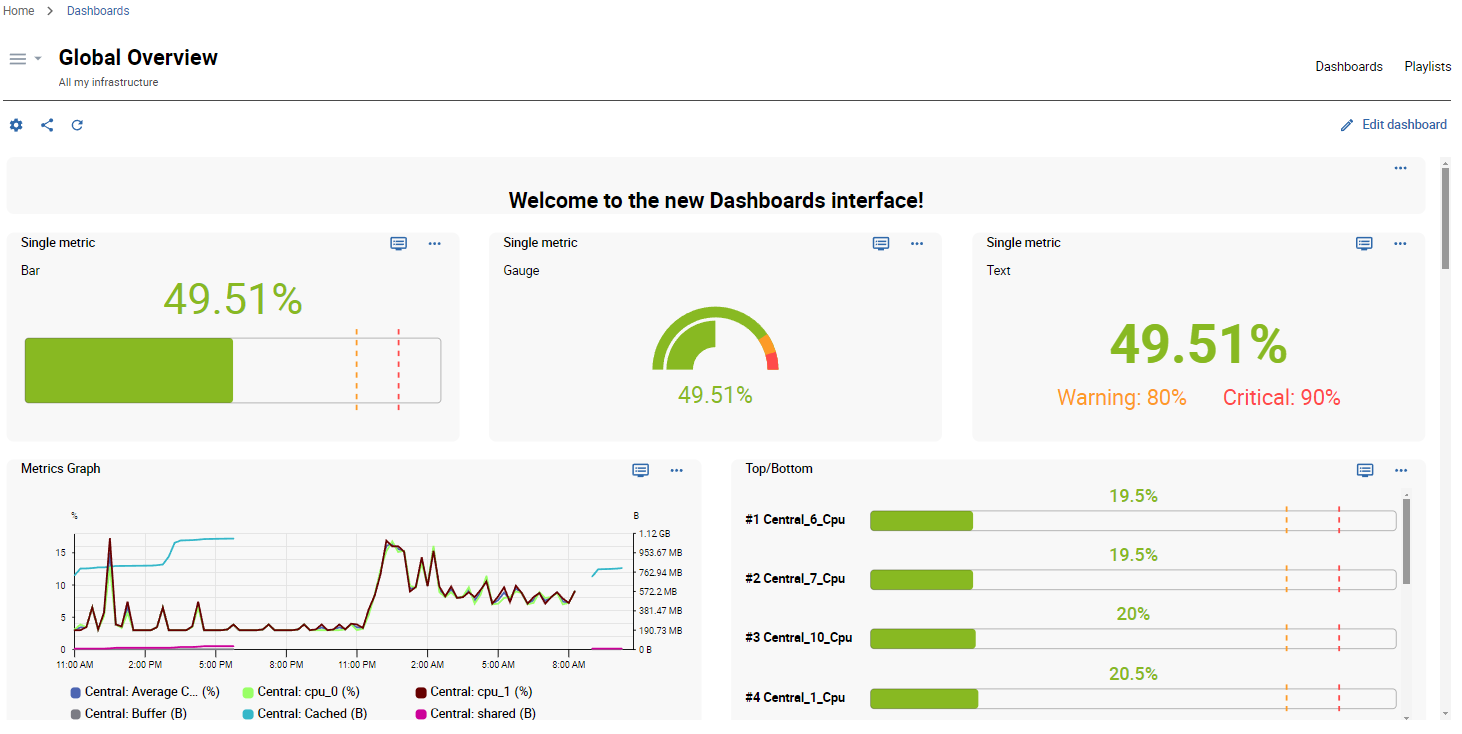 Home > Dashboards
Global Overview
All my infrastructure
Dashboards Playlists
Edit dashboard
Welcome to the new Dashboards interface!
Single metric
Bar
49.51%
Single metric
Gauge
49.51%
Single metric
Text
49.51%
Warning: 80% Critical: 90%
Metrics Graph
% B
15
10
5
0
1.12 GB
953.67 MB
762.94 MB
572.2 MB
381.47 MB
190.73 MB
0 B
11:00 AM 2:00 PM 5:00 PM 8:00 PM 11:00 PM 2:00 AM 5:00 AM 8:00 AM
Central: Average C... (%) Central: cpu_0 (%) Central: cpu_1 (%)
Central: Buffer (B) Central: Cached (B) Central: shared (B)
Top/Bottom
19.5%
#1 Central_6_Cpu
19.5%
#2 Central_7_Cpu
20%
#3 Central_10_Cpu
20.5%
#4 Central_1_Cpu